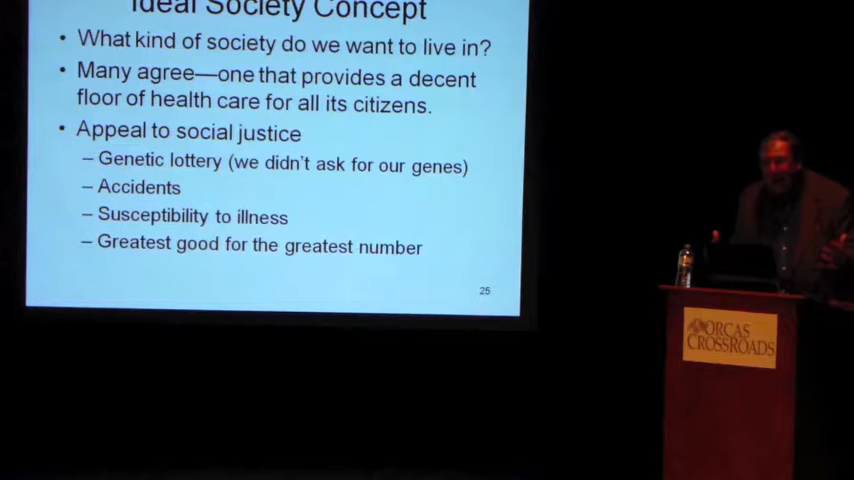 Ideal Society Concept
• What kind of society do we want to live in?
• Many agree—one that provides a decent
floor of health care for all its citizens.
• Appeal to social justice
– Genetic lottery (we didn't ask for our genes)
– Accidents
– Susceptibility to illness
– Greatest good for the greatest number
25
ORCAS
CROSSROADS